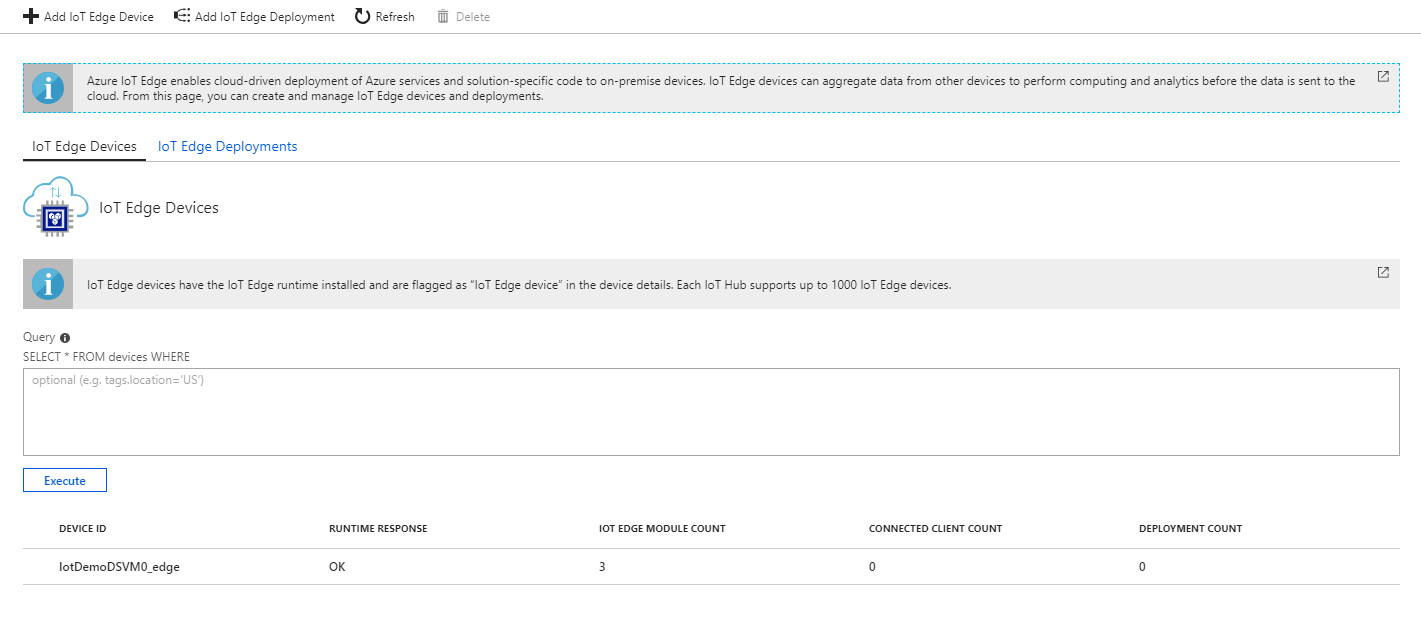 Add IoT Edge Device Add IoT Edge Deployment Refresh Delete
Azure IoT Edge enables cloud-driven deployment of Azure services and solution-specific code to on-premise devices. IoT Edge devices can aggregate data from other devices to perform computing and analytics before the data is sent to the
cloud. From this page, you can create and manage IoT Edge devices and deployments.
IoT Edge Devices IoT Edge Deployments
IoT Edge Devices
IoT Edge devices have the IoT Edge runtime installed and are flagged as “IoT Edge device” in the device details. Each IoT Hub supports up to 1000 IoT Edge devices.
Query
SELECT * FROM devices WHERE
optional (e.g. tags.location='US')
Execute
DEVICE ID RUNTIME RESPONSE IOT EDGE MODULE COUNT CONNECTED CLIENT COUNT DEPLOYMENT COUNT
IotDemoDSVM0_edge OK 3 0 0